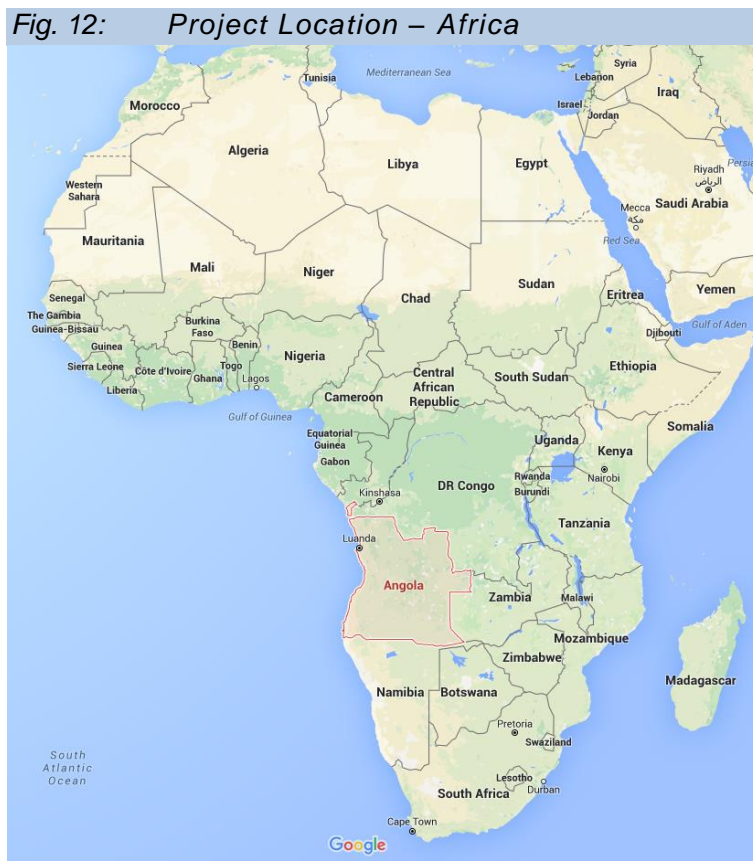 Fig. 12: Project Location – Africa
Mediterranean Sea
Tunisia
Syria
Lebanon
Iraq
Morocco
Israel
Jordan
Algeria
Libya
Egypt
Persia
Riyadh
الرياض
Western
Sahara
Mecca
مكة
Saudi Arabia
Mauritania
Red Sea
Mali
Niger
Sudan
Chad
Eritrea
Yemen
Senegal
The Gambia
Guinea-Bissau
Burkina
Faso
Gulf of Aden
Djibouti
Guinea
Benin
Nigeria
Sierra Leone
Côte d'Ivoire
Togo
Ghana
Lagos
Liberia
Central
African
Republic
South Sudan
Ethiopia
Cameroon
Gulf of Guinea
Somalia
Equatorial
Guinea
Gabon
Uganda
Kenya
DR Congo
Rwanda
Nairobi
Burundi
Kinshasa
Tanzania
Luanda
Angola
Zambia
Malawi
Mozambique
Zimbabwe
Madagascar
Namibia
Botswana
Pretoria
Swaziland
South
Atlantic
Ocean
Lesotho
Durban
South Africa
Cape Town
Google